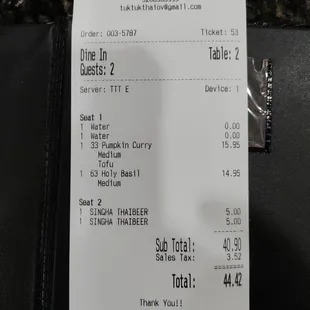 tuktukthaiov@gmail.com
Order: 003-5787 Ticket: 53
Dine In Table: 2
Guests: 2
Server: TTT E Device: 1
Seat 1
1 Water 0.00
1 Water 0.00
1 33 Pumpkin Curry 15.95
Medium
Tofu
1 63 Holy Basil 14.95
Medium
Seat 2
1 SINGHA THAIBEER 5.00
1 SINGHA THAIBEER 5.00
Sub Total: 40.90
Sales Tax: 3.52
========
Total: 44.42
Thank You!!